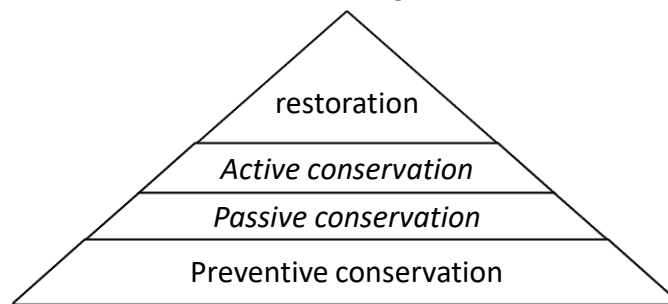 restoration
Active conservation
Passive conservation
Preventive conservation